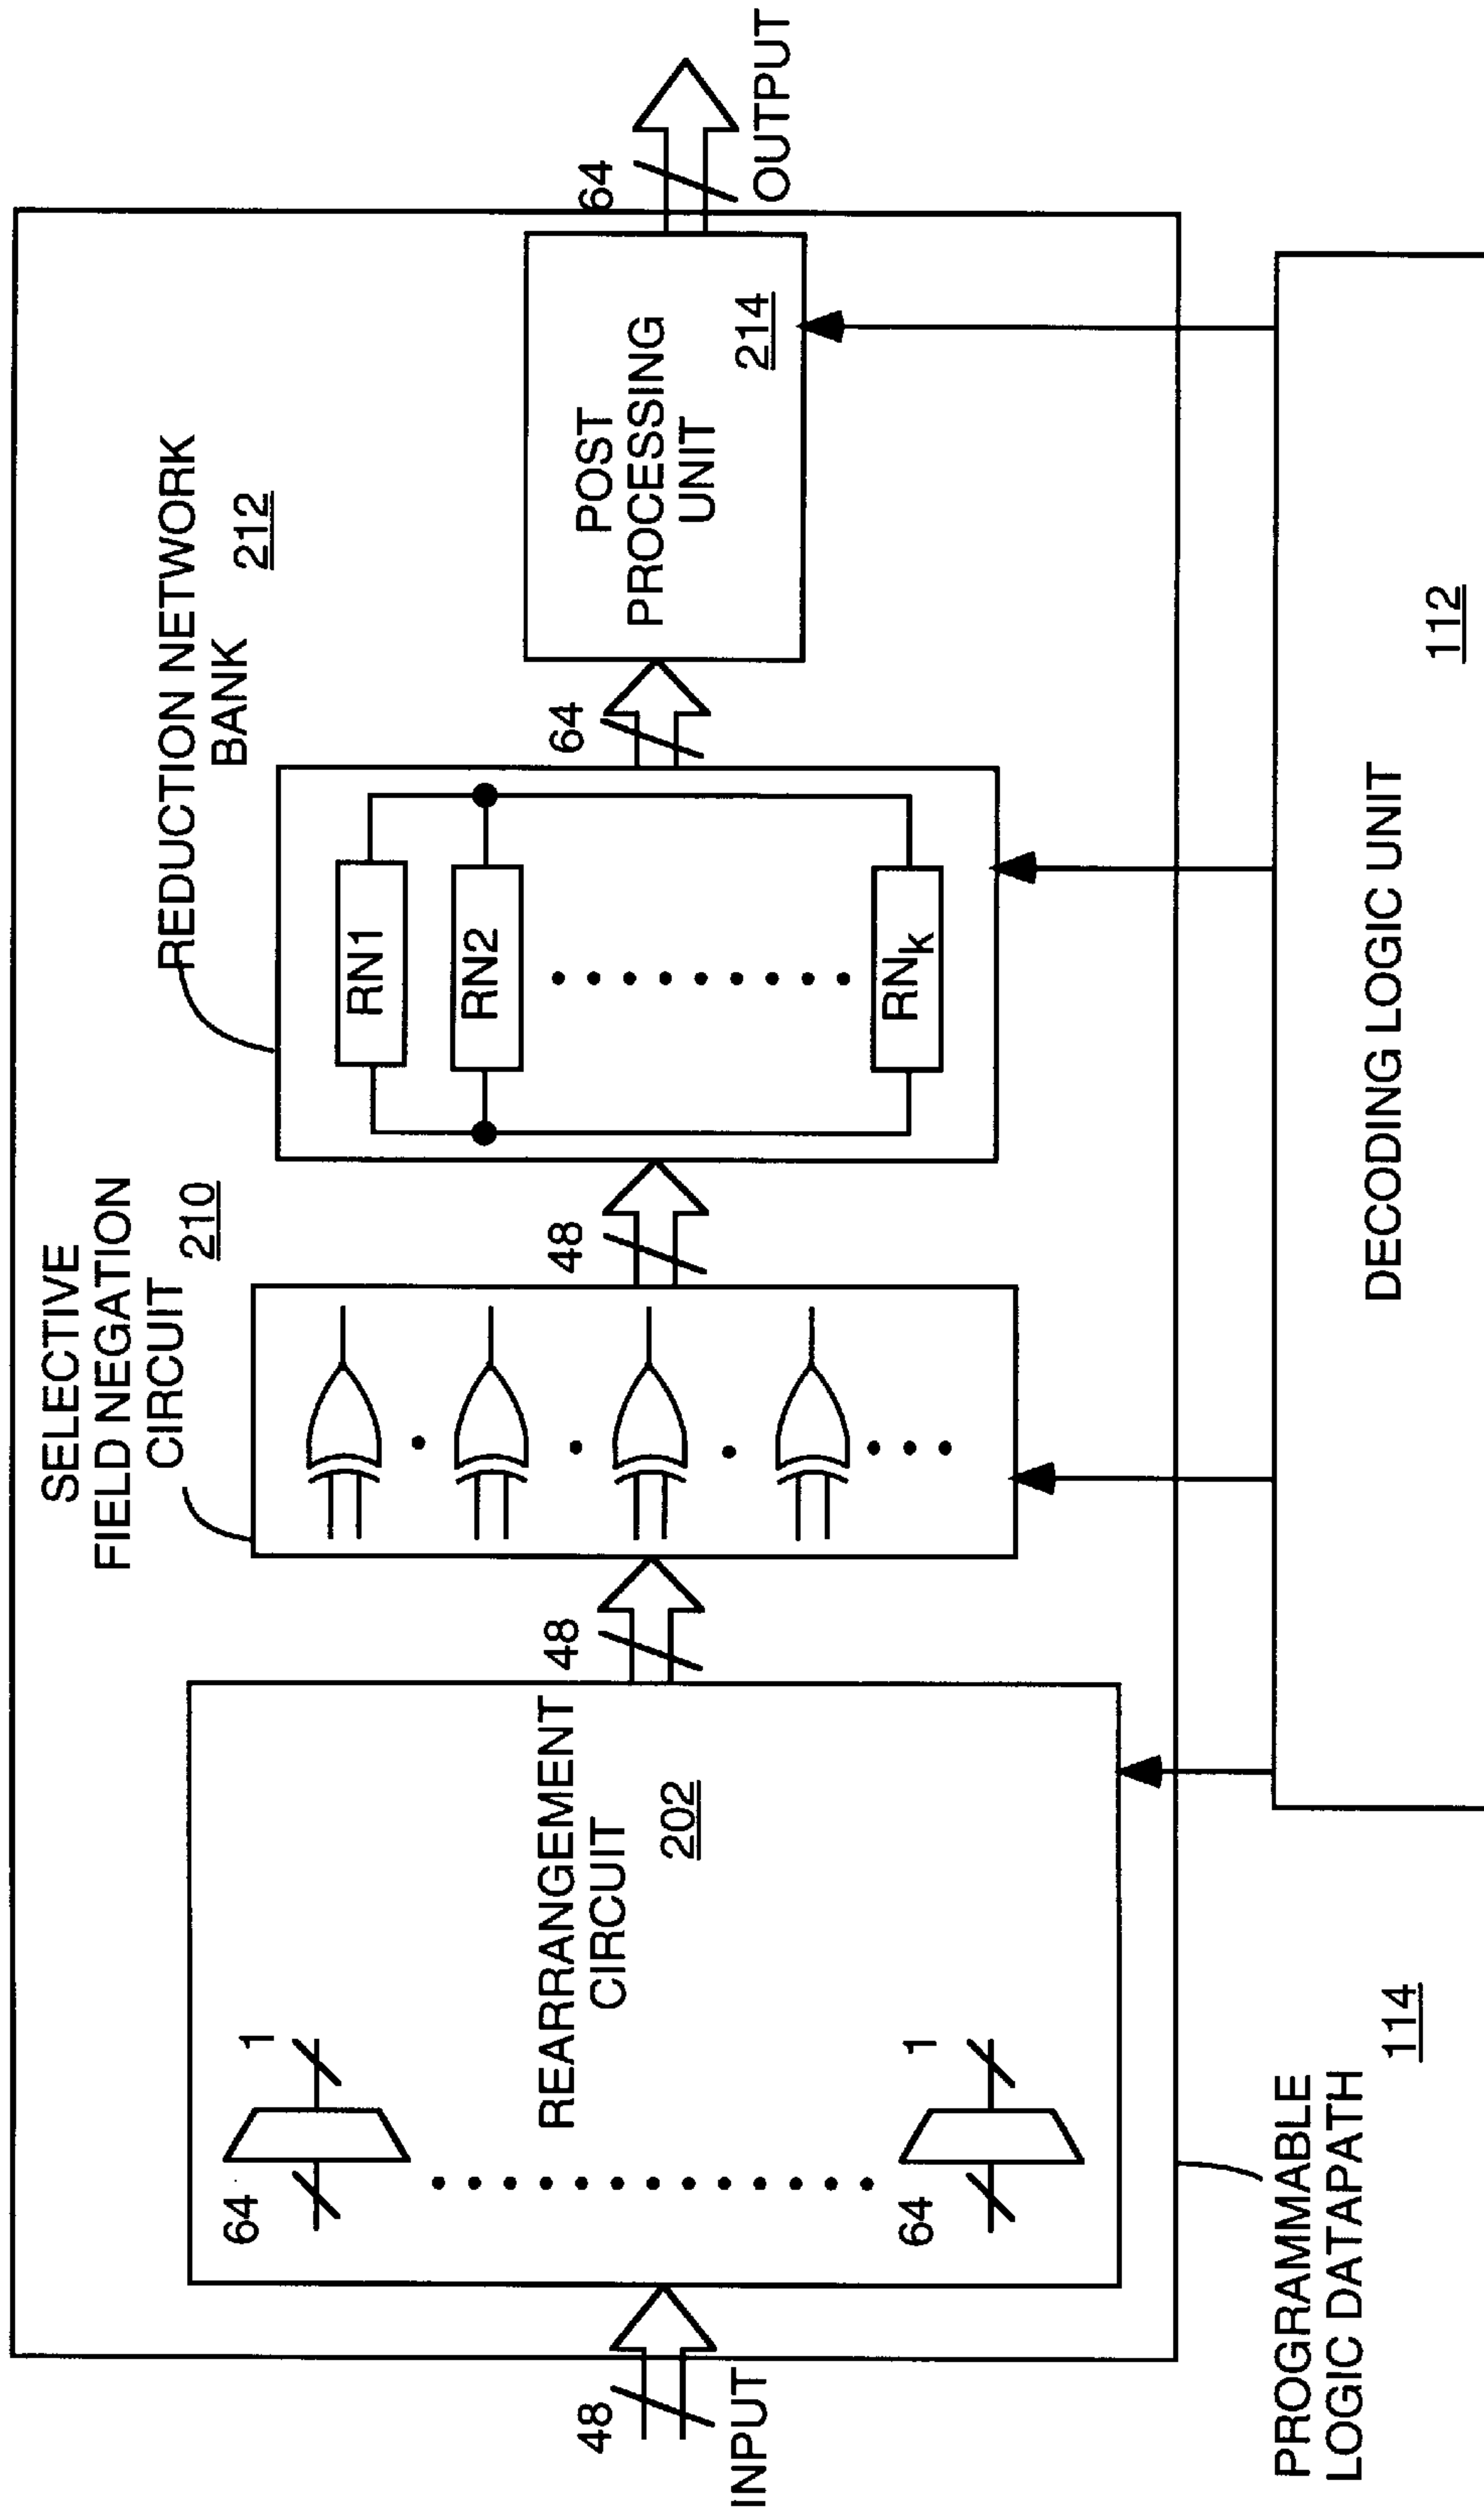 SELECTIVE
FIELD NEGATION
CIRCUIT
210
REDUCTION NETWORK
BANK
212
48
INPUT
64
1
64
1
REARRANGEMENT
CIRCUIT
202
48
48
RN1
RN2
RNk
64
POST
PROCESSING
UNIT
214
64
OUTPUT
PROGRAMMABLE
LOGIC DATAPATH
114
DECODING LOGIC UNIT
112